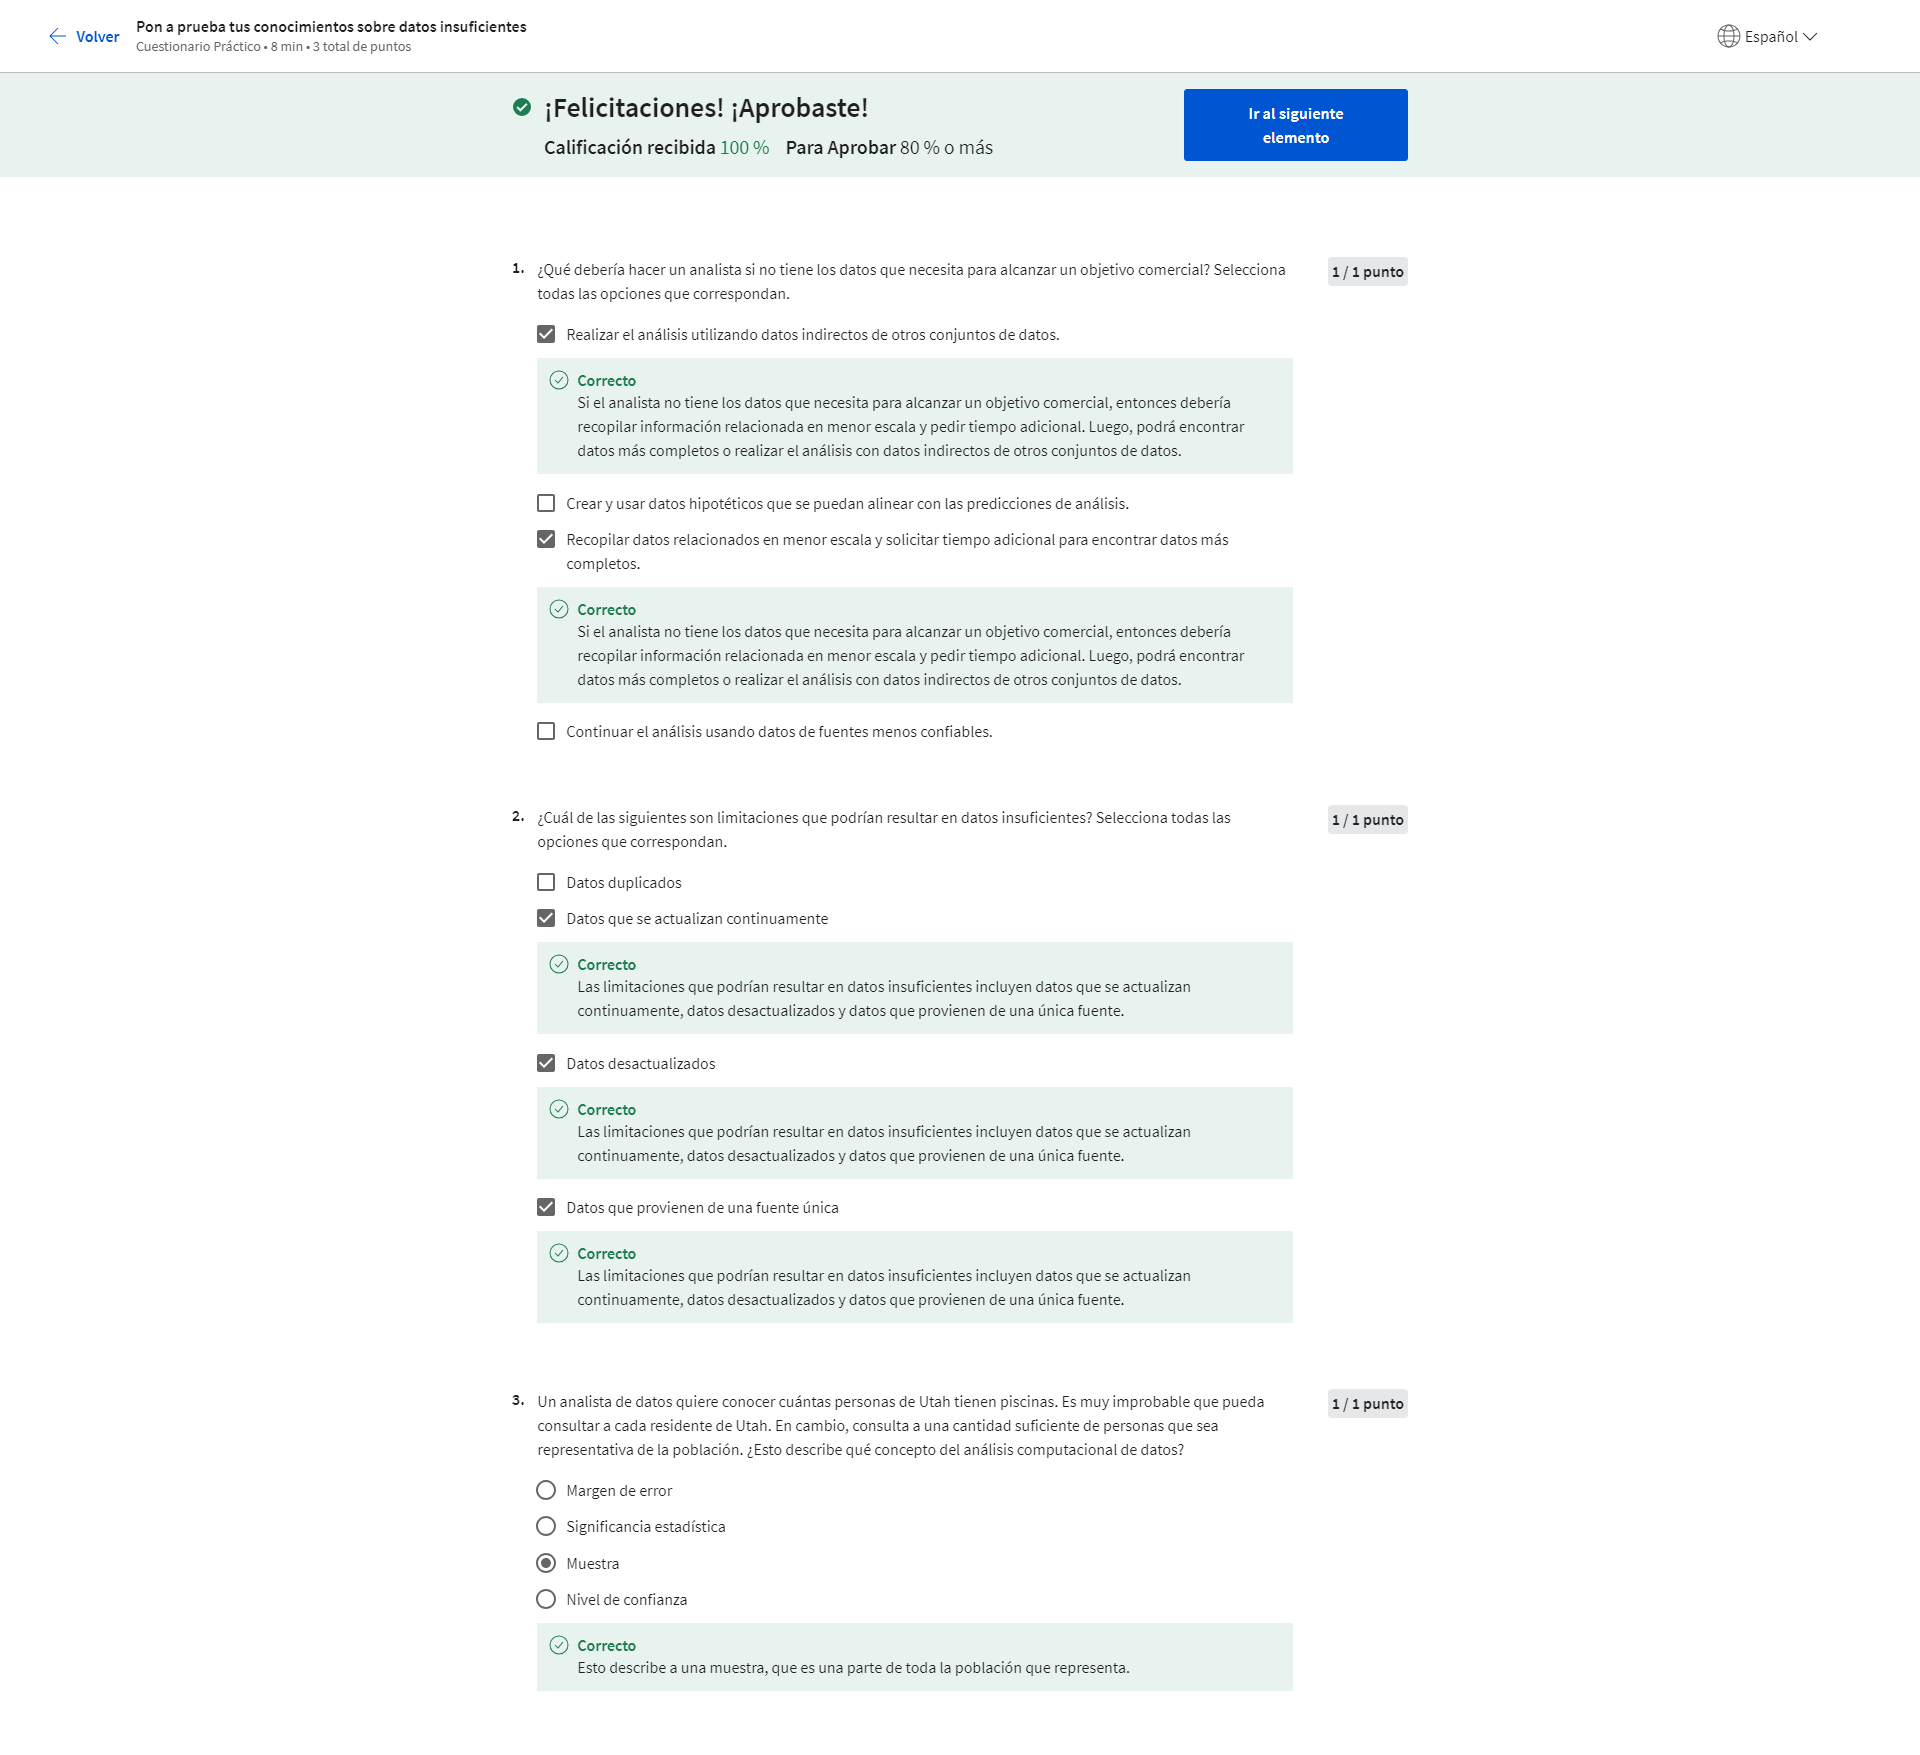 Volver
Pon a prueba tus conocimientos sobre datos insuficientes
Cuestionario Práctico • 8 min • 3 total de puntos
Español
¡Felicitaciones! ¡Aprobaste!
Calificación recibida 100 % Para Aprobar 80 % o más
Ir al siguiente
elemento
1. ¿Qué debería hacer un analista si no tiene los datos que necesita para alcanzar un objetivo comercial? Selecciona
todas las opciones que correspondan.
1 / 1 punto
Realizar el análisis utilizando datos indirectos de otros conjuntos de datos.
Correcto
Si el analista no tiene los datos que necesita para alcanzar un objetivo comercial, entonces debería
recopilar información relacionada en menor escala y pedir tiempo adicional. Luego, podrá encontrar
datos más completos o realizar el análisis con datos indirectos de otros conjuntos de datos.
Crear y usar datos hipotéticos que se puedan alinear con las predicciones de análisis.
Recopilar datos relacionados en menor escala y solicitar tiempo adicional para encontrar datos más
completos.
Correcto
Si el analista no tiene los datos que necesita para alcanzar un objetivo comercial, entonces debería
recopilar información relacionada en menor escala y pedir tiempo adicional. Luego, podrá encontrar
datos más completos o realizar el análisis con datos indirectos de otros conjuntos de datos.
Continuar el análisis usando datos de fuentes menos confiables.
2. ¿Cuál de las siguientes son limitaciones que podrían resultar en datos insuficientes? Selecciona todas las
opciones que correspondan.
1 / 1 punto
Datos duplicados
Datos que se actualizan continuamente
Correcto
Las limitaciones que podrían resultar en datos insuficientes incluyen datos que se actualizan
continuamente, datos desactualizados y datos que provienen de una única fuente.
Datos desactualizados
Correcto
Las limitaciones que podrían resultar en datos insuficientes incluyen datos que se actualizan
continuamente, datos desactualizados y datos que provienen de una única fuente.
Datos que provienen de una fuente única
Correcto
Las limitaciones que podrían resultar en datos insuficientes incluyen datos que se actualizan
continuamente, datos desactualizados y datos que provienen de una única fuente.
3. Un analista de datos quiere conocer cuántas personas de Utah tienen piscinas. Es muy improbable que pueda
consultar a cada residente de Utah. En cambio, consulta a una cantidad suficiente de personas que sea
representativa de la población. ¿Esto describe qué concepto del análisis computacional de datos?
1 / 1 punto
Margen de error
Significancia estadística
Muestra
Nivel de confianza
Correcto
Esto describe a una muestra, que es una parte de toda la población que representa.